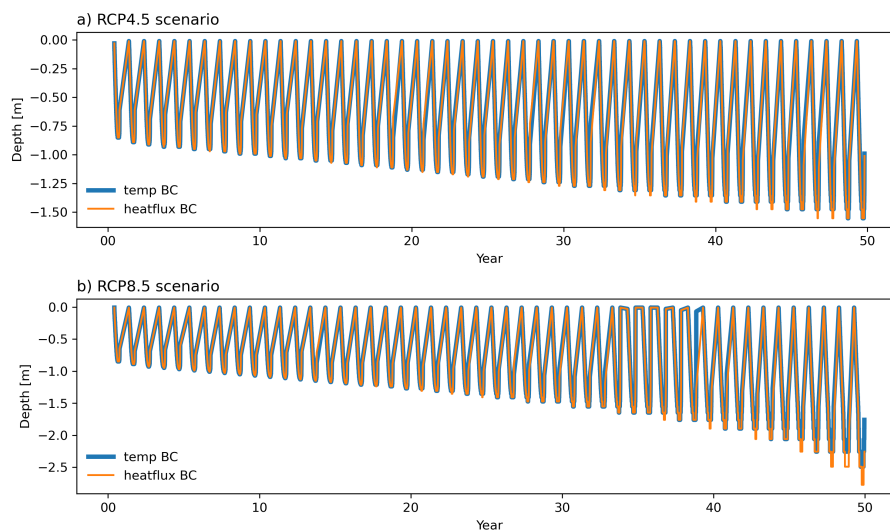 a) RCP4.5 scenario
0.00
−0.25
−0.50
−0.75
−1.00
−1.25
−1.50
Depth [m]
temp BC
heatflux BC
00 10 20 30 40 50
Year
b) RCP8.5 scenario
0.0
−0.5
−1.0
−1.5
−2.0
−2.5
Depth [m]
temp BC
heatflux BC
00 10 20 30 40 50
Year